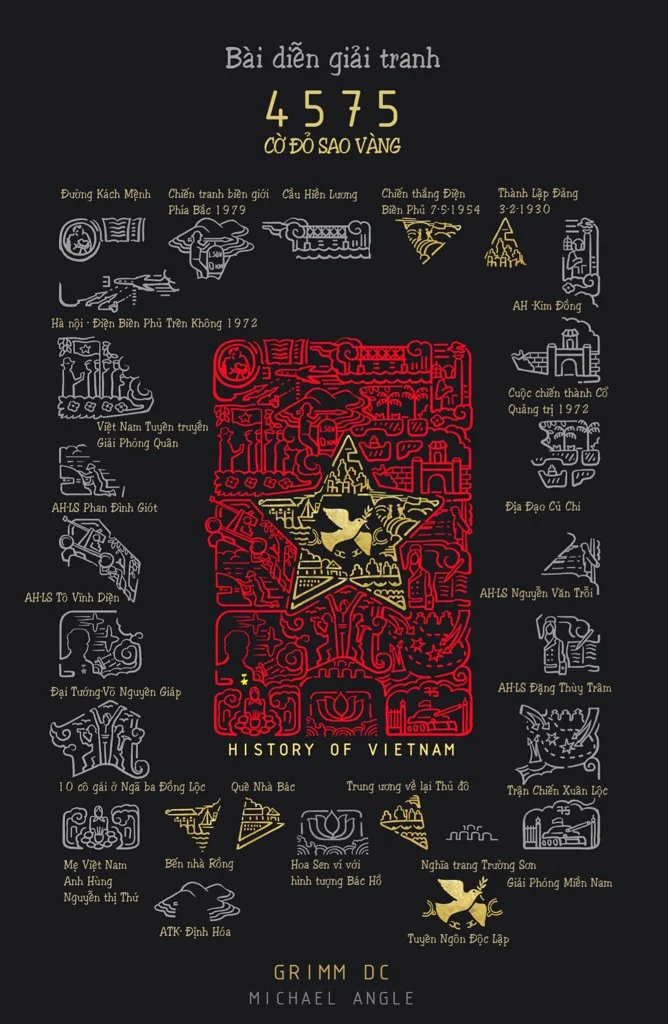 Bài diễn giải tranh
4575
CỜ ĐỎ SAO VÀNG
Đường Kách Mệnh
Chiến tranh biên giới
Phía Bắc 1979
Cầu Hiền Lương
Chiến thắng Điện
Biên Phủ 7·5·1954
Thành Lập Đảng
3·2·1930
L.SƠN
0 KM
AH ·Kim Đồng
Hà nội · Điện Biên Phủ Trên Không 1972
Cuộc chiến thành Cổ
Quảng trị 1972
Việt Nam Tuyên truyền
Giải Phóng Quân
AH·LS Phan Đình Giót
Địa Đạo Củ Chi
AH·LS Tô Vĩnh Diện
AH·LS Nguyễn Văn Trỗi
Đại Tướng·Võ Nguyên Giáp
AH·LS Đặng Thùy Trâm
HISTORY OF VIETNAM
10 cô gái ở Ngã ba Đồng Lộc
Quê Nhà Bác
Trung ương về lại Thủ đô
Trận Chiến Xuân Lộc
Mẹ Việt Nam
Anh Hùng
Nguyễn thị Thứ
Bến nhà Rồng
Hoa Sen ví với
hình tượng Bác Hồ
Nghĩa trang Trường Sơn
Giải Phóng Miền Nam
ATK· Định Hóa
Tuyên Ngôn Độc Lập
GRIMM DC
MICHAEL ANGLE